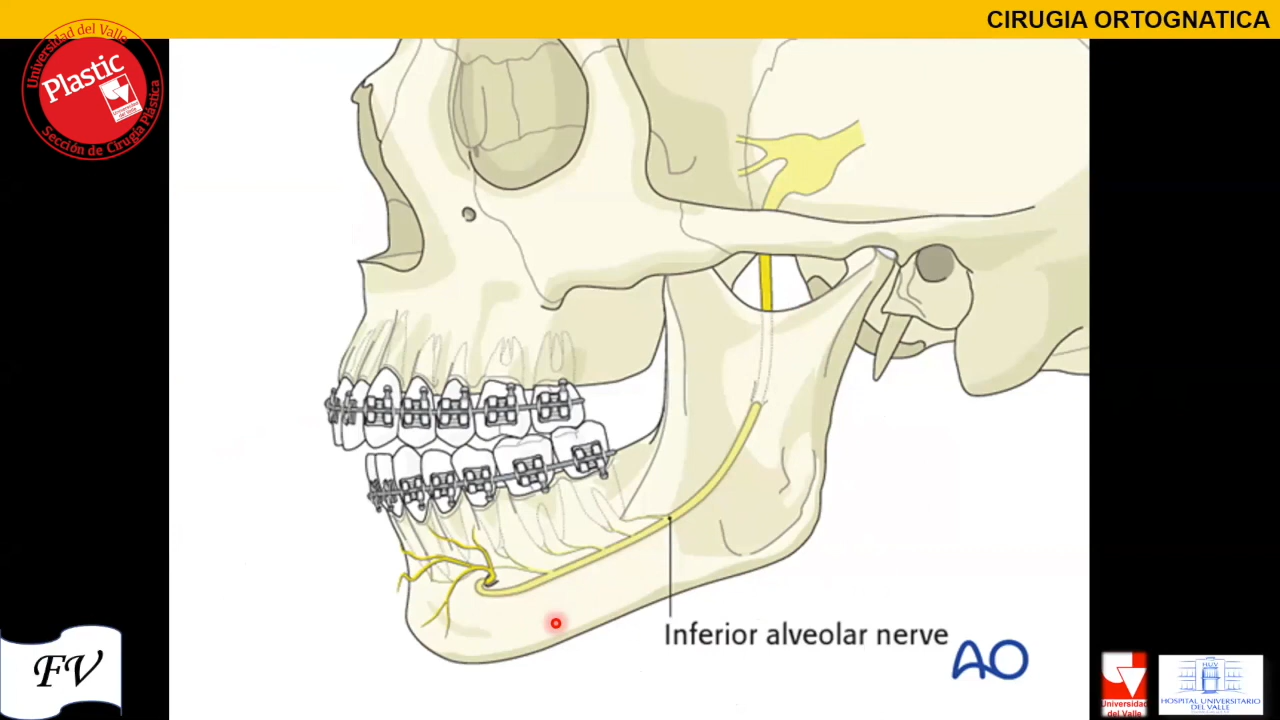 CIRUGIA ORTOGNATICA
Universidad del Valle
Plastic
Sección de Cirugía Plástica
Inferior alveolar nerve
AO
FV
Universidad
del Valle
HUV
HOSPITAL UNIVERSITARIO
DEL VALLE